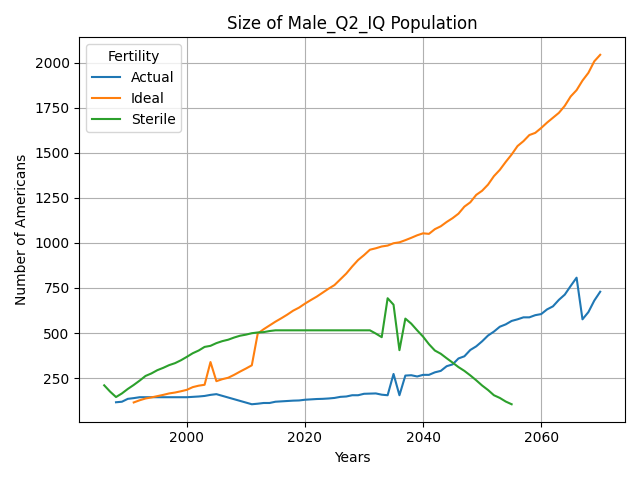 Size of Male_Q2_IQ Population
Fertility
Actual
Ideal
Sterile
Number of Americans
2000
1750
1500
1250
1000
750
500
250
2000 2020 2040 2060
Years